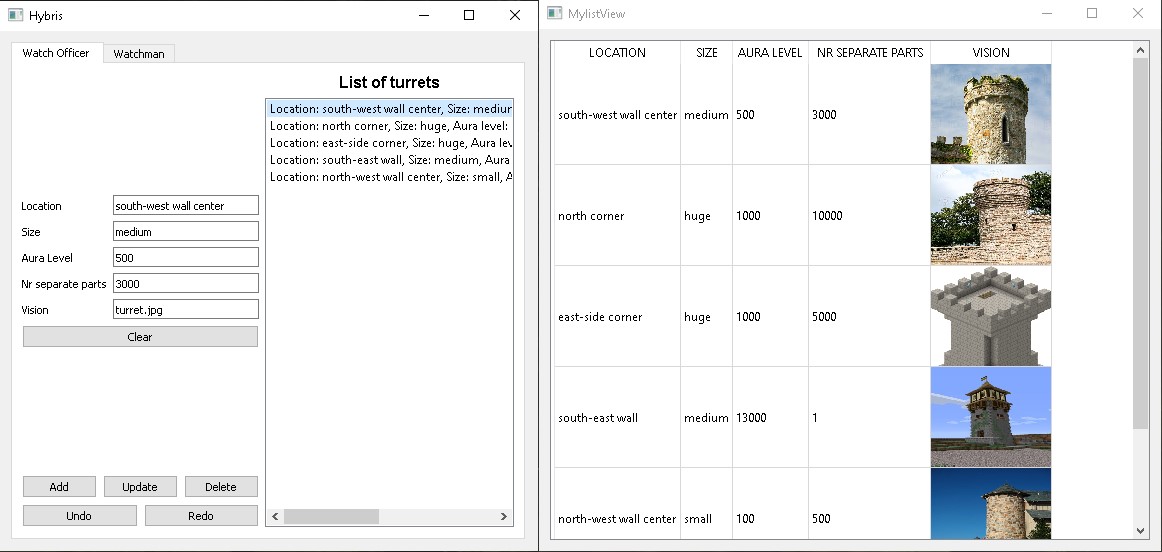 Hybris
Watch Officer
Watchman
List of turrets
Location: south-west wall center, Size: medium
Location: north corner, Size: huge, Aura level:
Location: east-side corner, Size: huge, Aura lev
Location: south-east wall, Size: medium, Aura
Location: north-west wall center, Size: small, A
Location south-west wall center
Size medium
Aura Level 500
Nr separate parts 3000
Vision turret.jpg
Clear
Add Update Delete
Undo Redo
MylistView
LOCATION SIZE AURA LEVEL NR SEPARATE PARTS VISION
south-west wall center medium 500 3000
north corner huge 1000 10000
east-side corner huge 1000 5000
south-east wall medium 13000 1
north-west wall center small 100 500